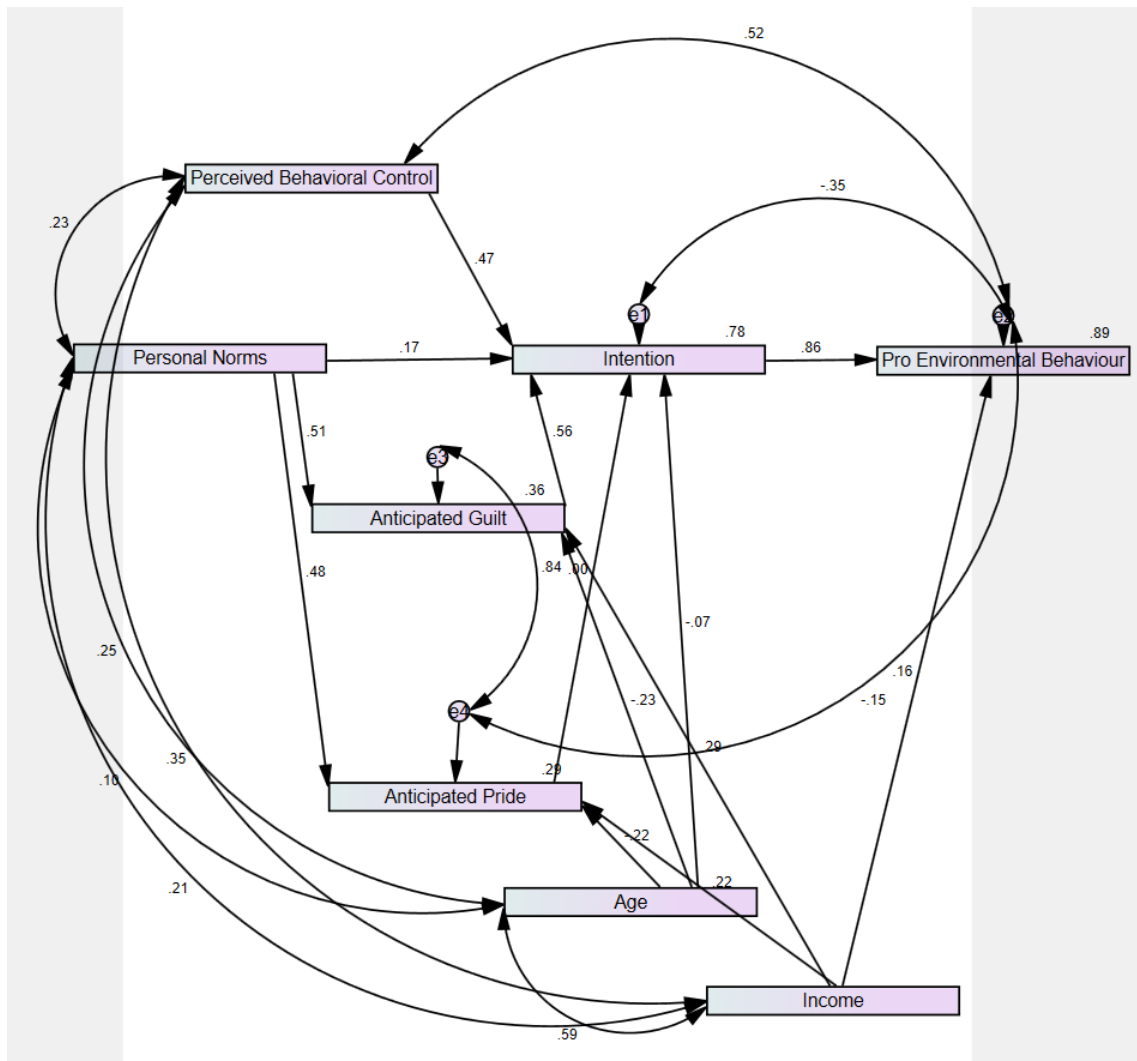 .52
Perceived Behavioral Control
-.35
.23
.47
e1
e2
.78
.89
Personal Norms
.17
Intention
.86
Pro Environmental Behaviour
.51
.56
e3
.36
Anticipated Guilt
.48
.84
.00
-.07
.25
.16
-.23
-.15
e4
.29
.35
.29
.10
Anticipated Pride
-.22
.21
.22
Age
Income
.59